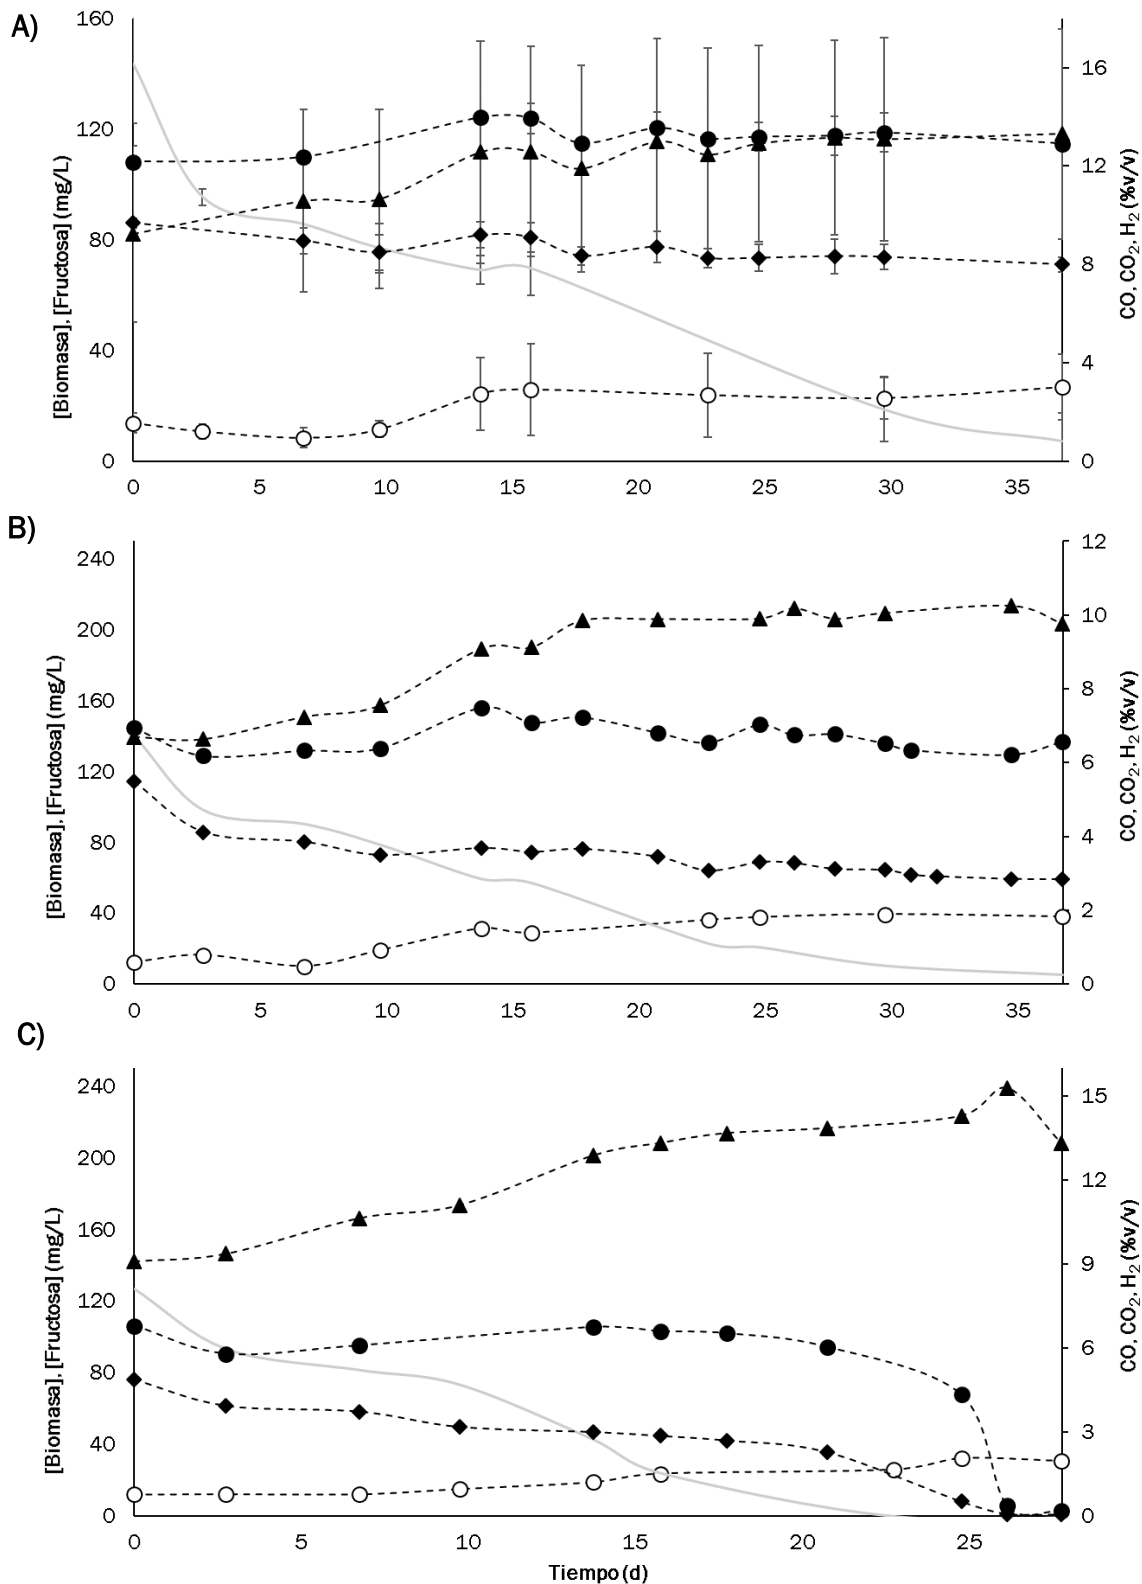 A)
160
120
80
40
0
[Biomasa], [Fructosa] (mg/L)
16
12
8
4
0
CO, CO2, H2 (%v/v)
0 5 10 15 20 25 30 35
B)
240
200
160
120
80
40
0
[Biomasa], [Fructosa] (mg/L)
12
10
8
6
4
2
0
CO, CO2, H2 (%v/v)
0 5 10 15 20 25 30 35
C)
240
200
160
120
80
40
0
[Biomasa], [Fructosa] (mg/L)
15
12
9
6
3
0
CO, CO2, H2 (%v/v)
0 5 10 15 20 25
Tiempo (d)